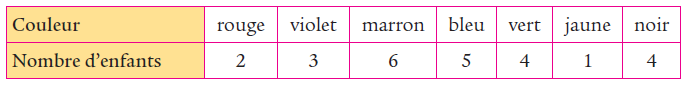 Couleur rouge violet marron bleu vert jaune noir
Nombre d'enfants 2 3 6 5 4 1 4